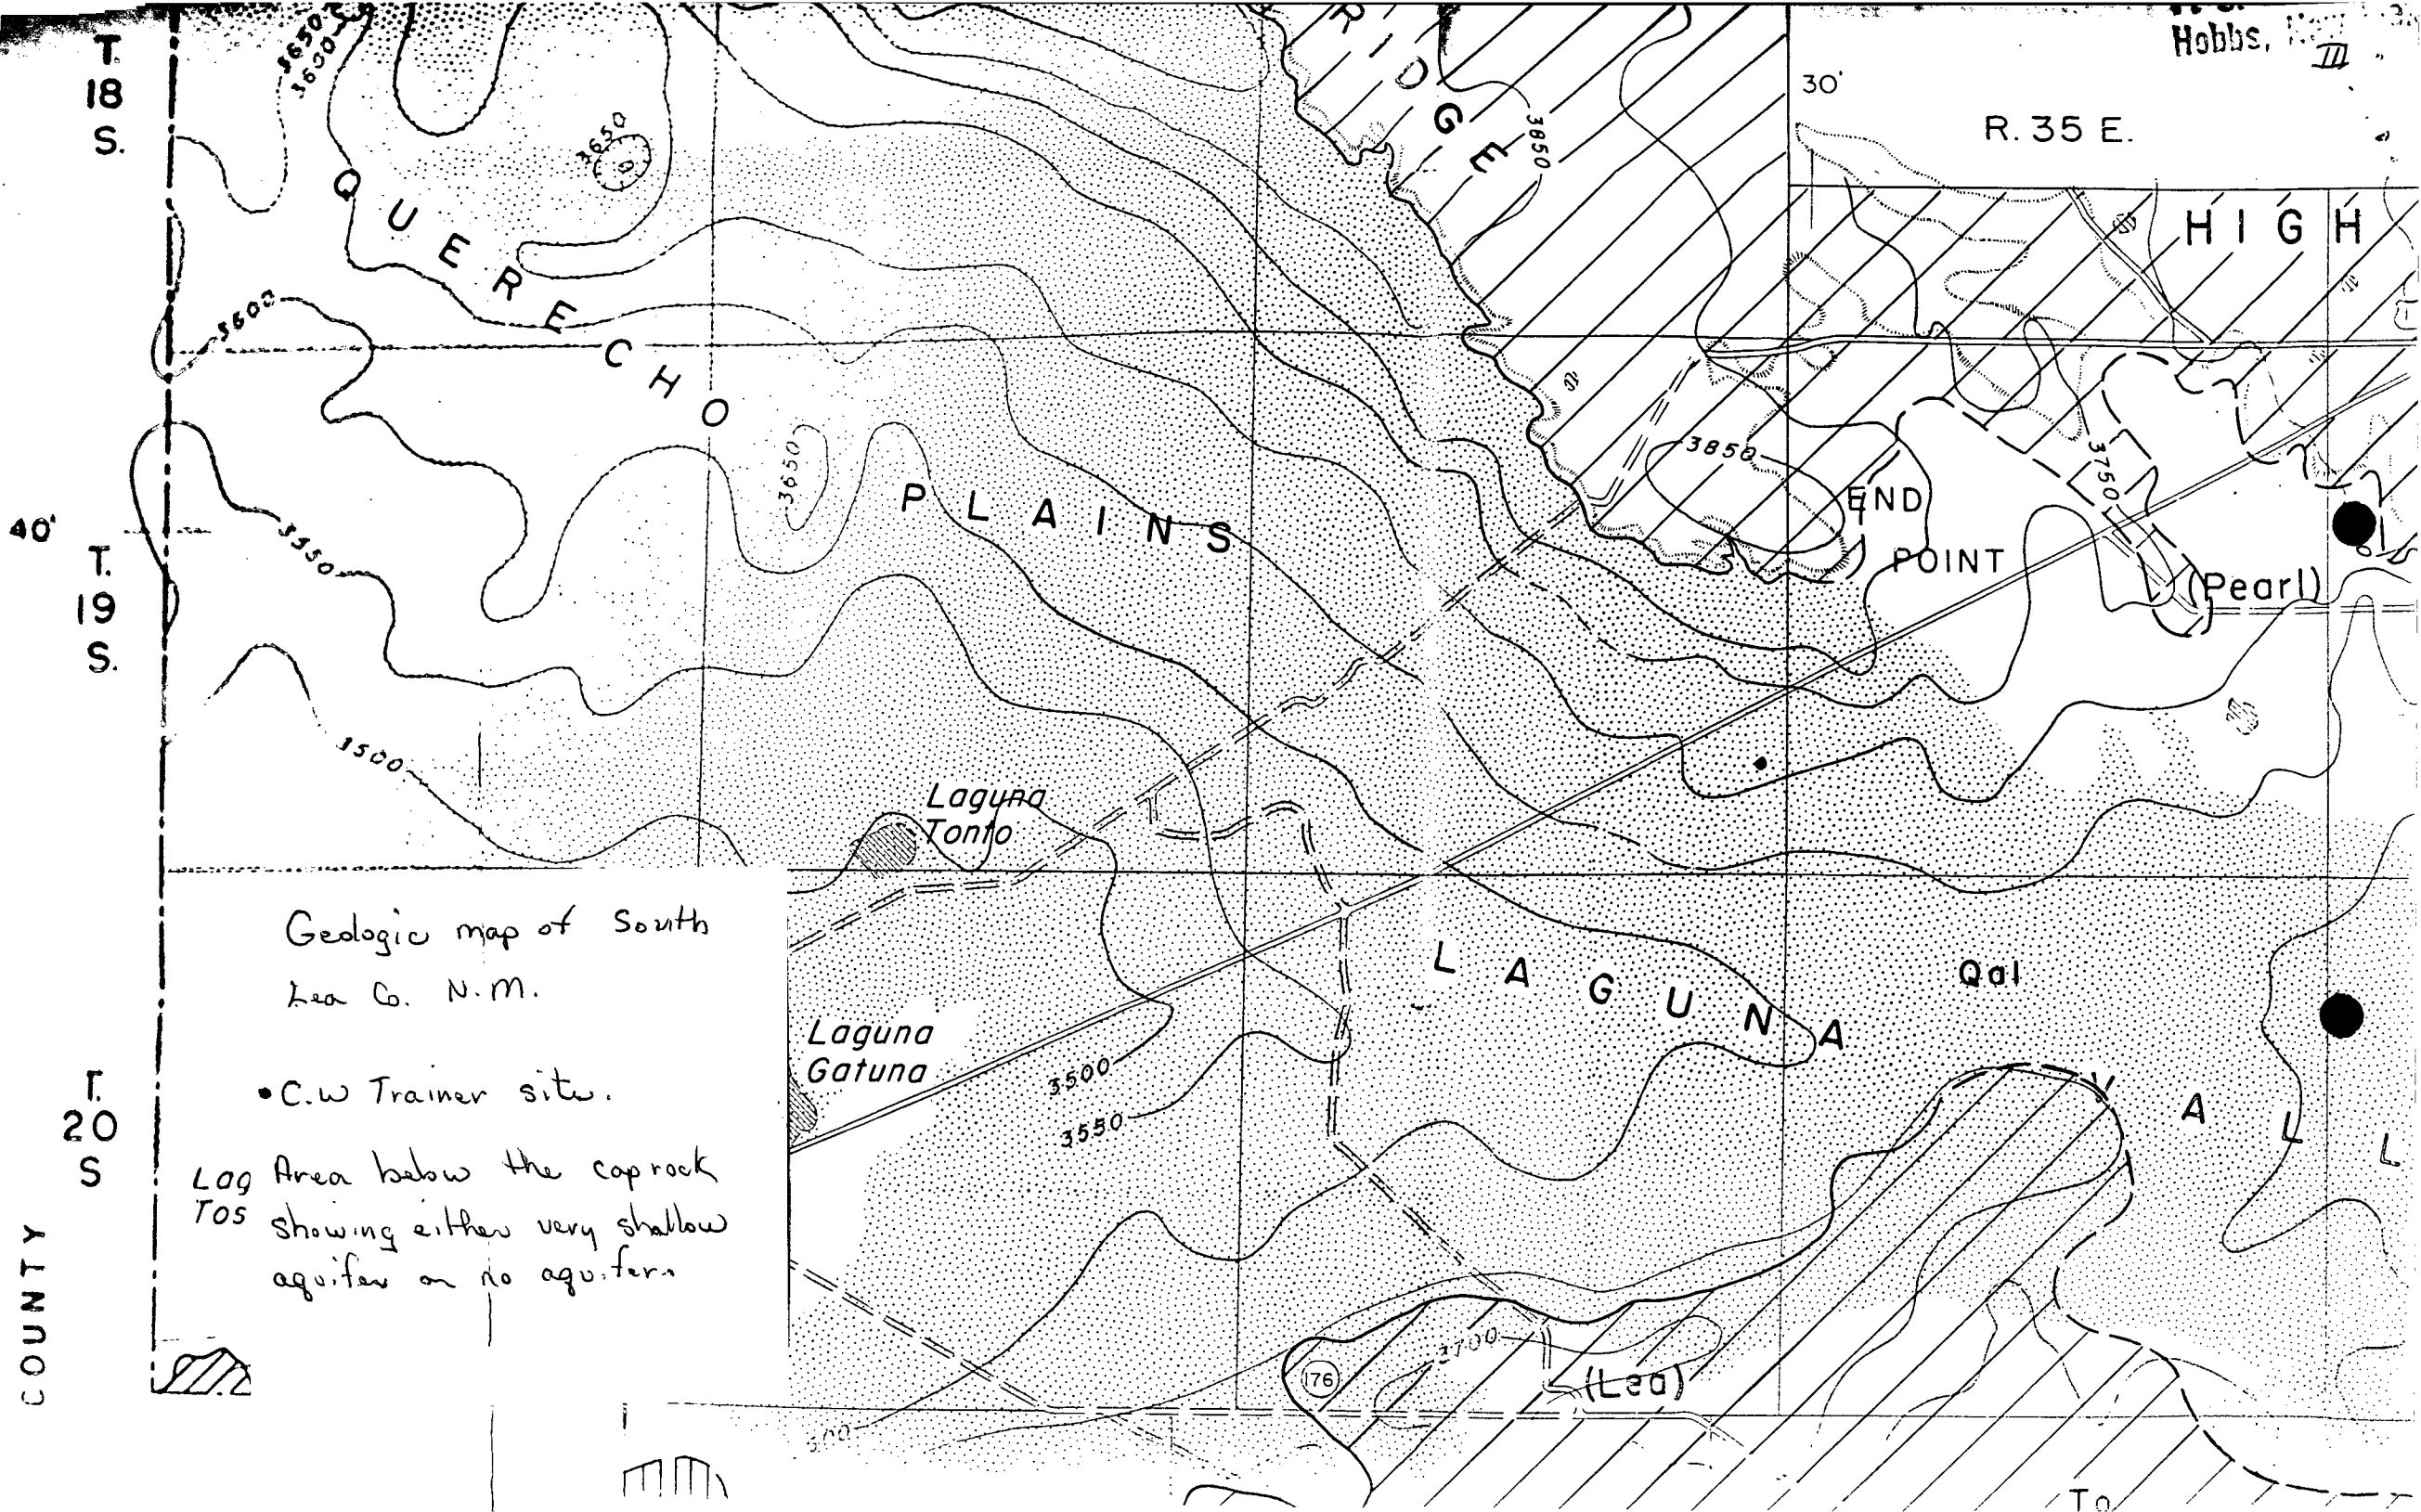 T.
18
S.
3650
3600
RIDGE
3850
30'
Hobbs,
III
R. 35 E.
HIGH
3650
QUERECHO
3600
3650
PLAINS
3850
END
POINT
3750
(Pearl)
40'
T.
19
S.
3550
3500
Laguna
Tonto
Geologic map of South
Lea Co. N.M.
• C.W Trainer site.
Lag
Tos
Area below the cap rock
showing either very shallow
aquifer or no aquifer.
T.
20
S
COUNTY
Laguna
Gatuna
3500
3550
LAGUNA
Qal
VALL
3700
176
(Lea)
To